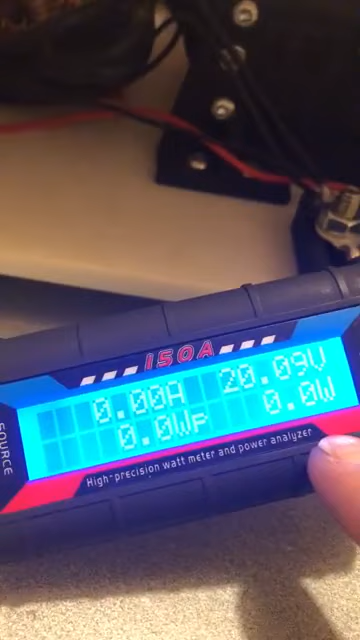 150A
0.00A 20.09V
0.0Wp 0.0W
High-precision watt meter and power analyzer
SOURCE